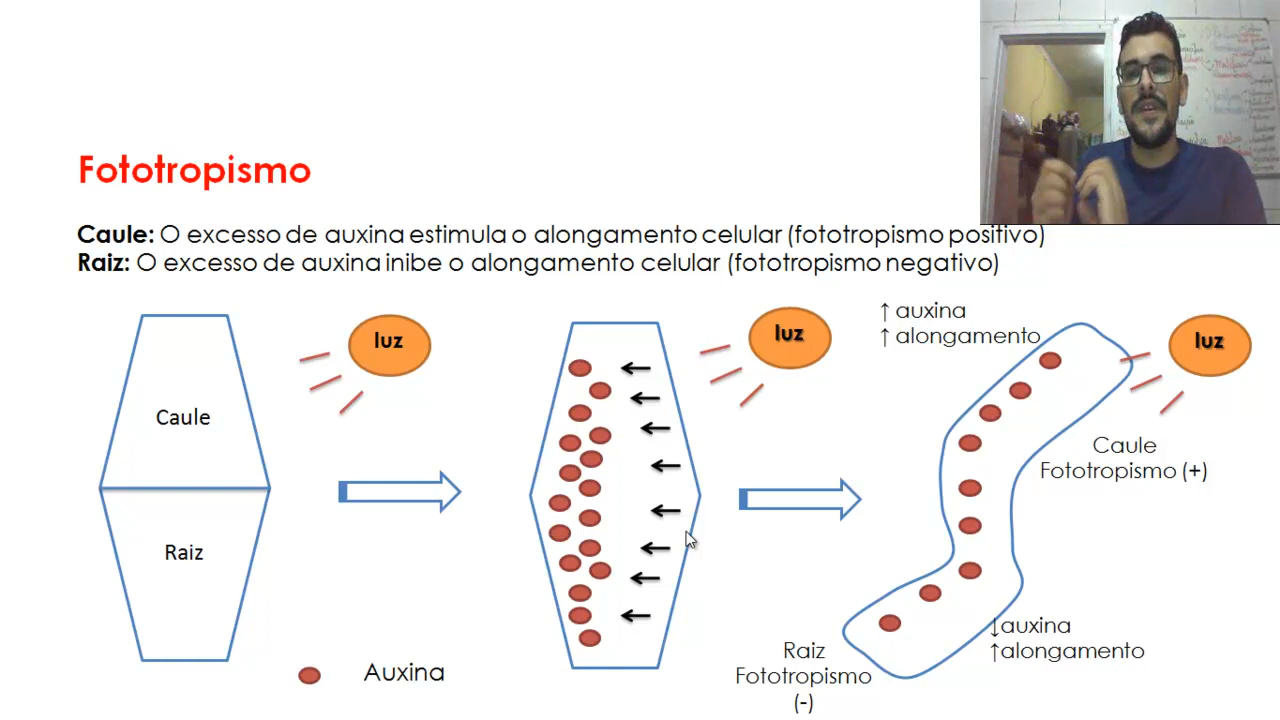 Fototropismo
Caule: O excesso de auxina estimula o alongamento celular (fototropismo positivo)
Raiz: O excesso de auxina inibe o alongamento celular (fototropismo negativo)
luz
Caule
Raiz
Auxina
luz
↑ auxina
↑ alongamento
luz
Caule
Fototropismo (+)
↓auxina
↑alongamento
Raiz
Fototropismo
(-)